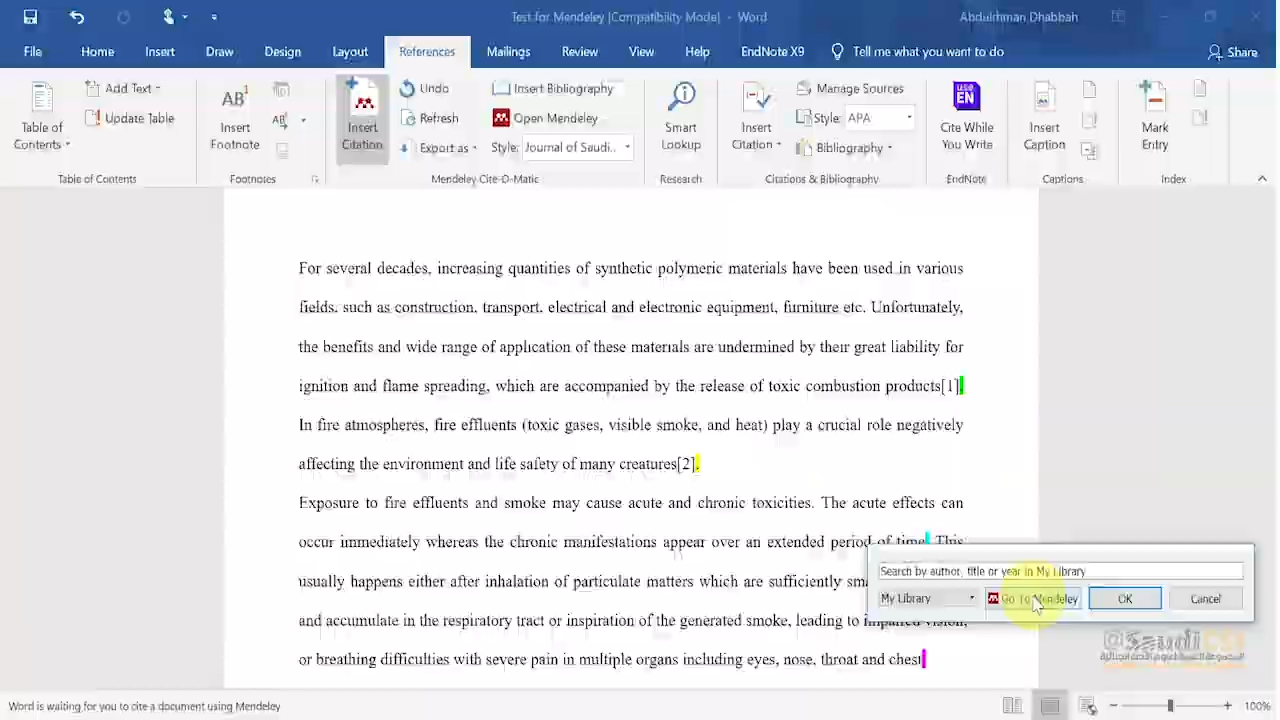 Test for Mendeley [Compatibility Mode] - Word
Abdulrhman Dhabbah
File
Home
Insert
Draw
Design
Layout
References
Mailings
Review
View
Help
EndNote X9
Tell me what you want to do
Share
Table of Contents
Add Text
Update Table
Table of Contents
AB1
Insert Footnote
AB
Footnotes
Insert Citation
Undo
Refresh
Export as
Insert Bibliography
Open Mendeley
Style: Journal of Saudi..
Mendeley Cite-O-Matic
Smart Lookup
Research
Insert Citation
Manage Sources
Style: APA
Bibliography
Citations & Bibliography
EN
Cite While You Write
EndNote
Insert Caption
Captions
Mark Entry
Index
For several decades, increasing quantities of synthetic polymeric materials have been used in various
fields, such as construction, transport, electrical and electronic equipment, furniture etc. Unfortunately,
the benefits and wide range of application of these materials are undermined by their great liability for
ignition and flame spreading, which are accompanied by the release of toxic combustion products[1].
In fire atmospheres, fire effluents (toxic gases, visible smoke, and heat) play a crucial role negatively
affecting the environment and life safety of many creatures[2].
Exposure to fire effluents and smoke may cause acute and chronic toxicities. The acute effects can
occur immediately whereas the chronic manifestations appear over an extended period of time. This
usually happens either after inhalation of particulate matters which are sufficiently
and accumulate in the respiratory tract or inspiration of the generated smoke, leading to impaired vision,
or breathing difficulties with severe pain in multiple organs including eyes, nose, throat and chest
Search by author, title or year in My Library
My Library
Go To Mendeley
OK
Cancel
Word is waiting for you to cite a document using Mendeley
100%